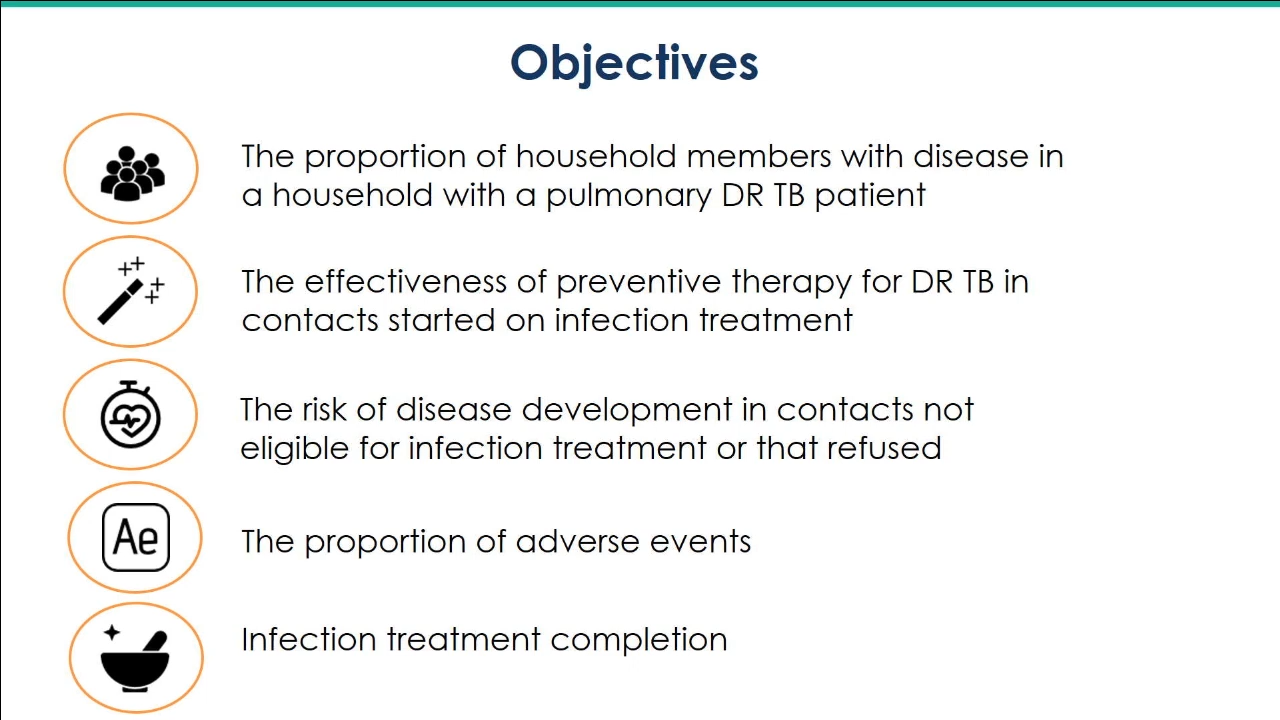 Objectives
The proportion of household members with disease in
a household with a pulmonary DR TB patient
The effectiveness of preventive therapy for DR TB in
contacts started on infection treatment
The risk of disease development in contacts not
eligible for infection treatment or that refused
Ae
The proportion of adverse events
Infection treatment completion